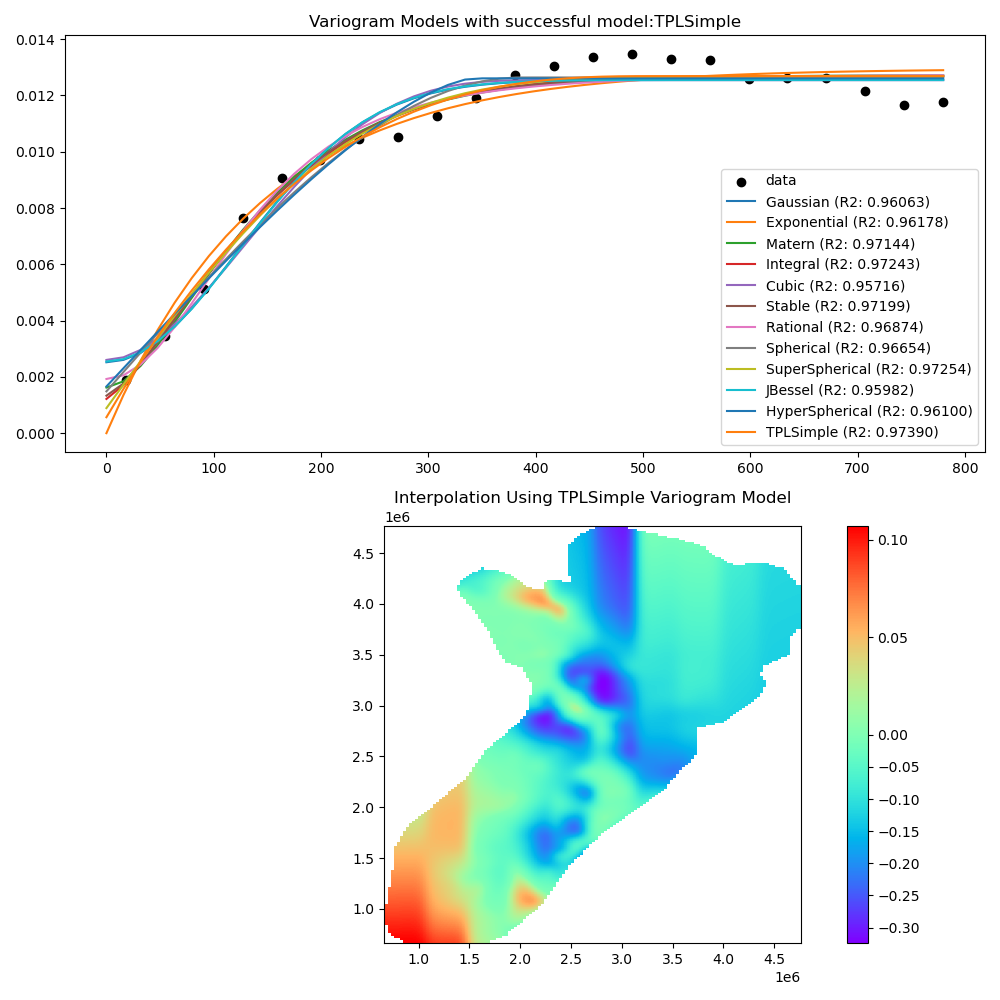 Variogram Models with successful model:TPLSimple
0.014
0.012
0.010
0.008
0.006
0.004
0.002
0.000
data
Gaussian (R2: 0.96063)
Exponential (R2: 0.96178)
Matern (R2: 0.97144)
Integral (R2: 0.97243)
Cubic (R2: 0.95716)
Stable (R2: 0.97199)
Rational (R2: 0.96874)
Spherical (R2: 0.96654)
SuperSpherical (R2: 0.97254)
JBessel (R2: 0.95982)
HyperSpherical (R2: 0.96100)
TPLSimple (R2: 0.97390)
0 100 200 300 400 500 600 700 800
Interpolation Using TPLSimple Variogram Model
1e6
4.5
4.0
3.5
3.0
2.5
2.0
1.5
1.0
1.0 1.5 2.0 2.5 3.0 3.5 4.0 4.5
1e6
0.10
0.05
0.00
−0.05
−0.10
−0.15
−0.20
−0.25
−0.30